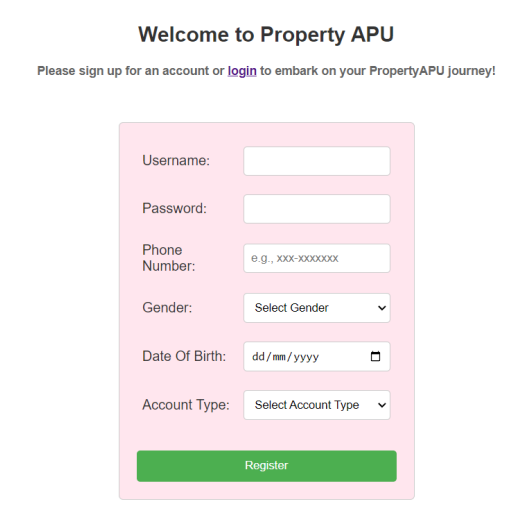 Welcome to Property APU
Please sign up for an account or login to embark on your PropertyAPU journey!
Username:
Password:
Phone
Number:
e.g., xxx-xxxxxxx
Gender:
Select Gender
Date Of Birth:
dd/mm/yyyy
Account Type:
Select Account Type
Register